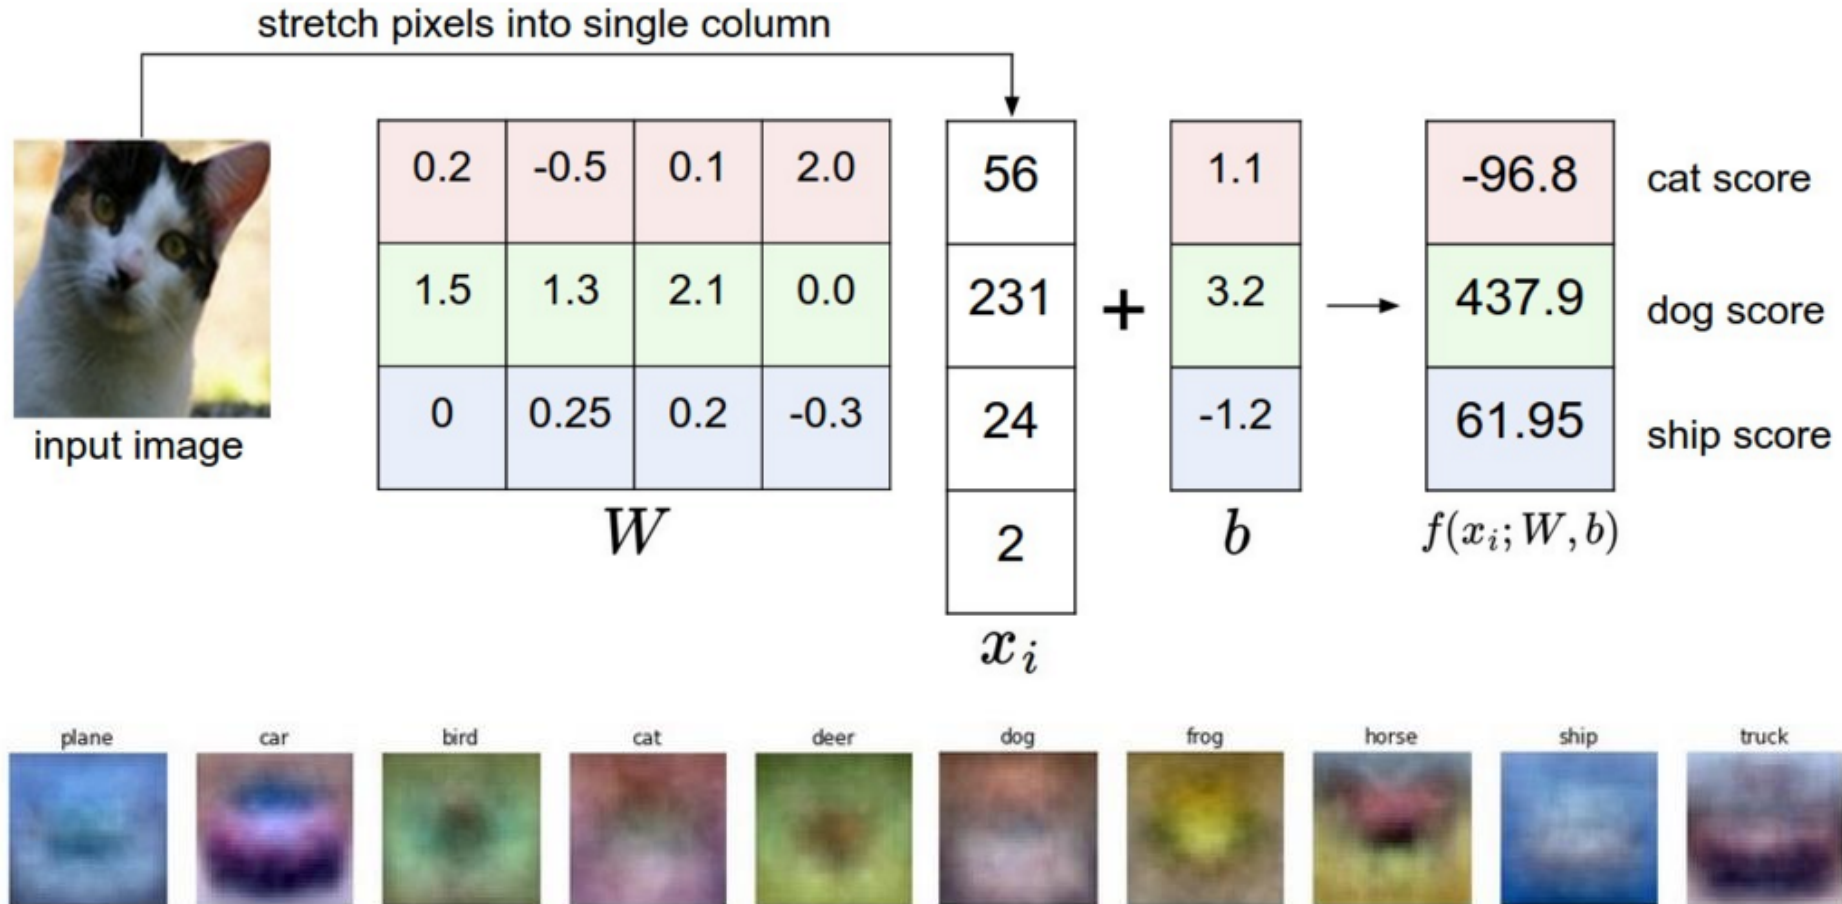 stretch pixels into single column
0.2 -0.5 0.1 2.0 56 1.1 -96.8 cat score
1.5 1.3 2.1 0.0 231 + 3.2 → 437.9 dog score
0 0.25 0.2 -0.3 24 -1.2 61.95 ship score
input image
W 2 b f(x_i; W, b)
x_i
plane car bird cat deer dog frog horse ship truck